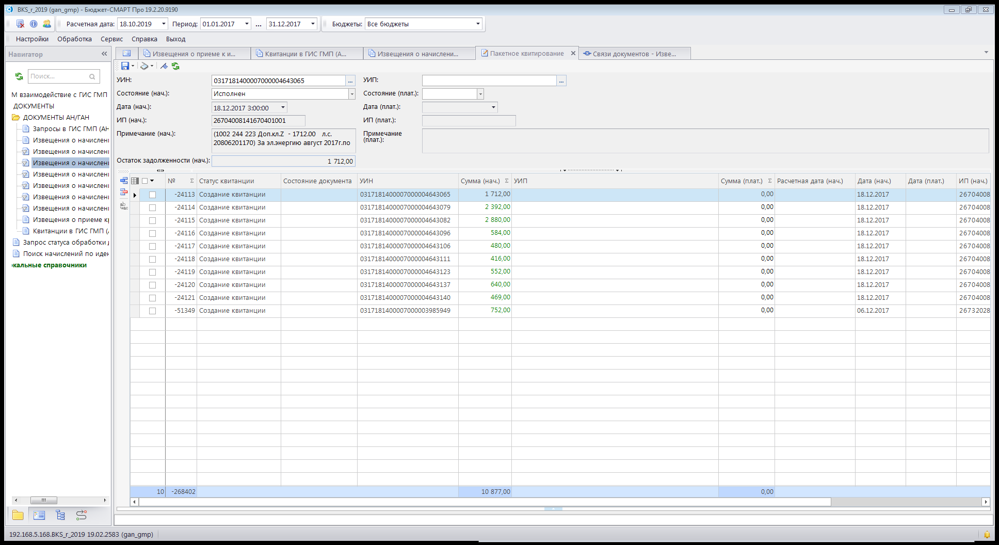 BKS_r_2019 (gan_gmp) - Бюджет-СМАРТ Про 19.2.20.9190
Расчетная дата: 18.10.2019 Период: 01.01.2017 ... 31.12.2017 Бюджеты: Все бюджеты
Настройки Обработка Сервис Справка Выход
Навигатор «
Извещения о приеме к и... Квитанции в ГИС ГМП (А... Извещения о начислени... Пакетное квитирование Связи документов - Изве...
Поиск...
М взаимодействие с ГИС ГМП
ДОКУМЕНТЫ
ДОКУМЕНТЫ АН/ГАН
Запросы в ГИС ГМП (АН
Извещения о начислени
Извещения о начислени
Извещения о начислени
Извещения о начислени
Извещения о начислени
Извещения о начислени
Извещения о начислени
Извещения о приеме к
Квитанции в ГИС ГМП (
Запрос статуса обработки
Поиск начислений по иден
кальные справочники
УИН: 0317181400007000004643065 ... УИП: ...
Состояние (нач.): Исполнен Состояние (плат.):
Дата (нач.): 18.12.2017 3:00:00 Дата (плат.):
ИП (нач.): 26704008141670401001 ИП (плат.):
Примечание (нач.): (1002 244 223 Доп.кл.Z - 1712.00 л.с.
20806201170) За эл.энергию август 2017г.по
Примечание
(плат.):
Остаток задолженности (нач.): 1 712,00
№ Σ Статус квитанции Состояние документа УИН Сумма (нач.) Σ УИП Сумма (плат.) Σ Расчетная дата (нач.) Дата (нач.) Дата (плат.) ИП (нач.)
-24113 Создание квитанции 0317181400007000004643065 1 712,00 0,00 18.12.2017 26704008
-24114 Создание квитанции 0317181400007000004643079 2 392,00 0,00 18.12.2017 26704008
-24115 Создание квитанции 0317181400007000004643082 2 880,00 0,00 18.12.2017 26704008
-24116 Создание квитанции 0317181400007000004643096 584,00 0,00 18.12.2017 26704008
-24117 Создание квитанции 0317181400007000004643106 480,00 0,00 18.12.2017 26704008
-24118 Создание квитанции 0317181400007000004643111 416,00 0,00 18.12.2017 26704008
-24119 Создание квитанции 0317181400007000004643123 552,00 0,00 18.12.2017 26704008
-24120 Создание квитанции 0317181400007000004643137 640,00 0,00 18.12.2017 26704008
-24121 Создание квитанции 0317181400007000004643140 469,00 0,00 18.12.2017 26704008
-51349 Создание квитанции 0317181400007000003985949 752,00 0,00 06.12.2017 26732028
10 -268402 10 877,00 0,00
192.168.5.168.BKS_r_2019 19.02.2583 (gan_gmp)